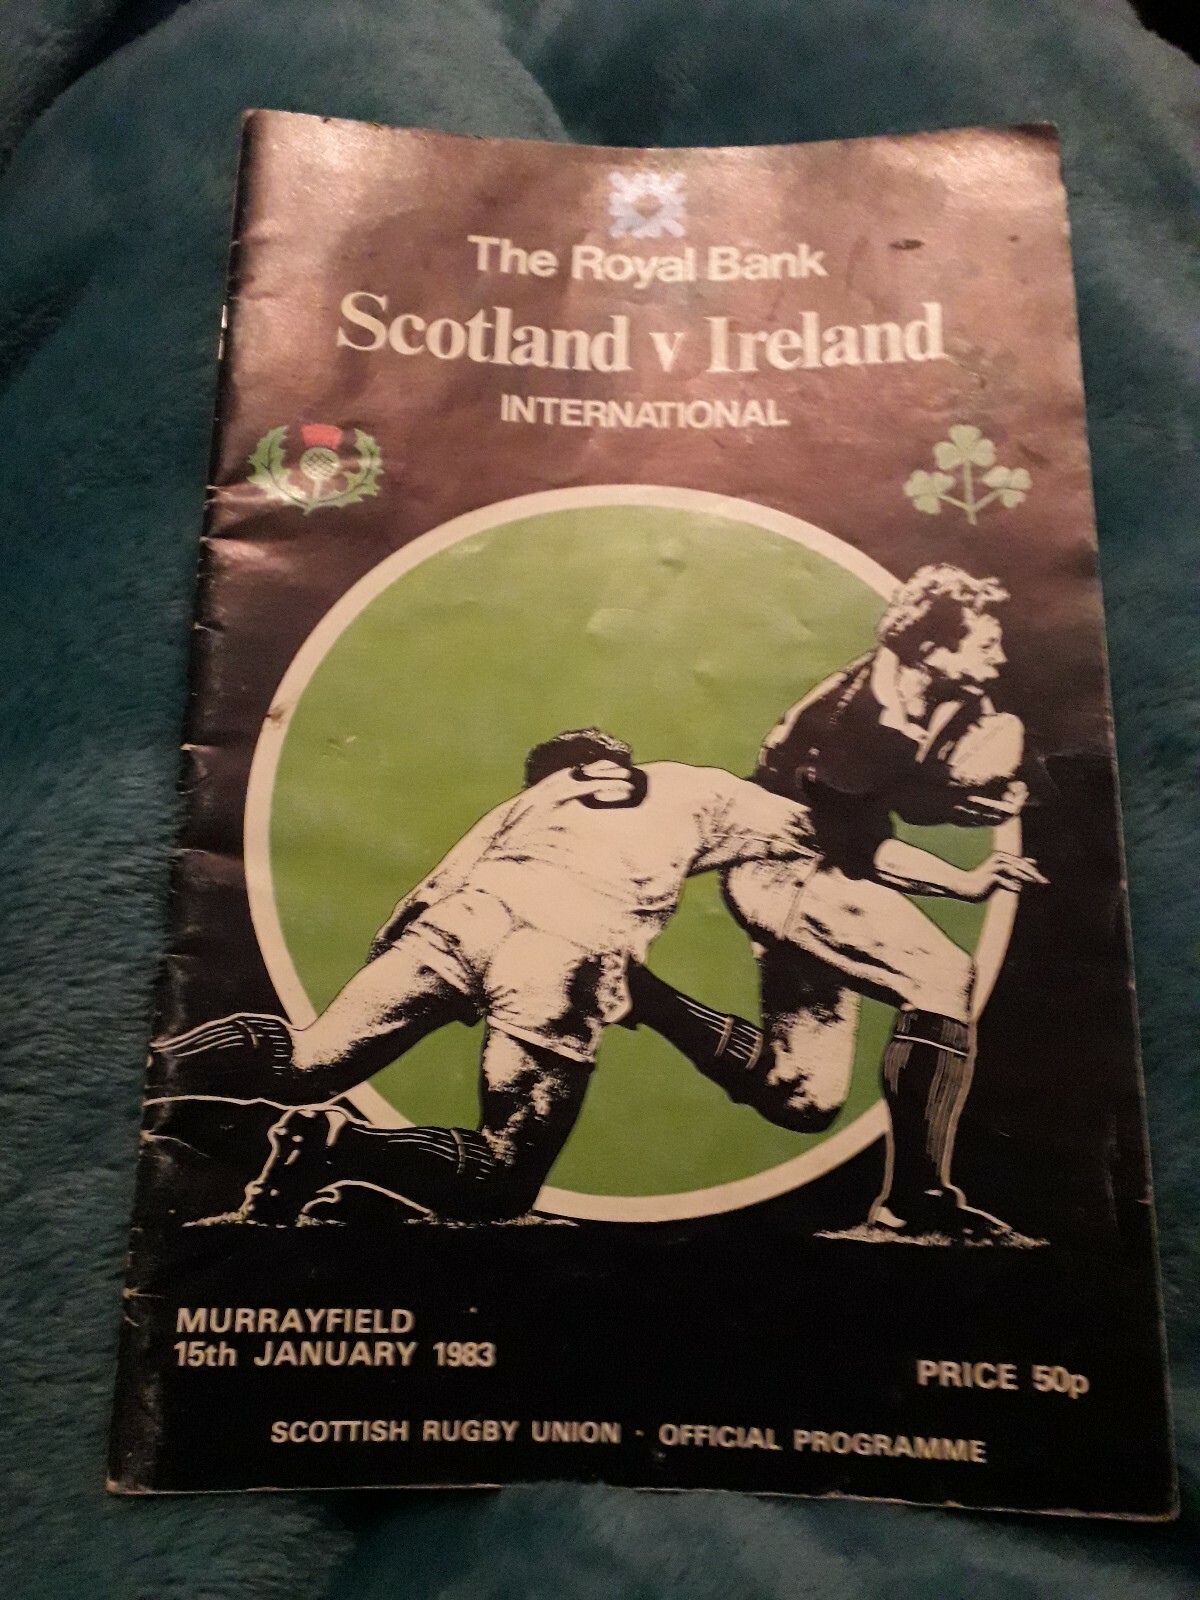 The Royal Bank
Scotland v Ireland
INTERNATIONAL
MURRAYFIELD
15th JANUARY 1983
PRICE 50p
SCOTTISH RUGBY UNION · OFFICIAL PROGRAMME